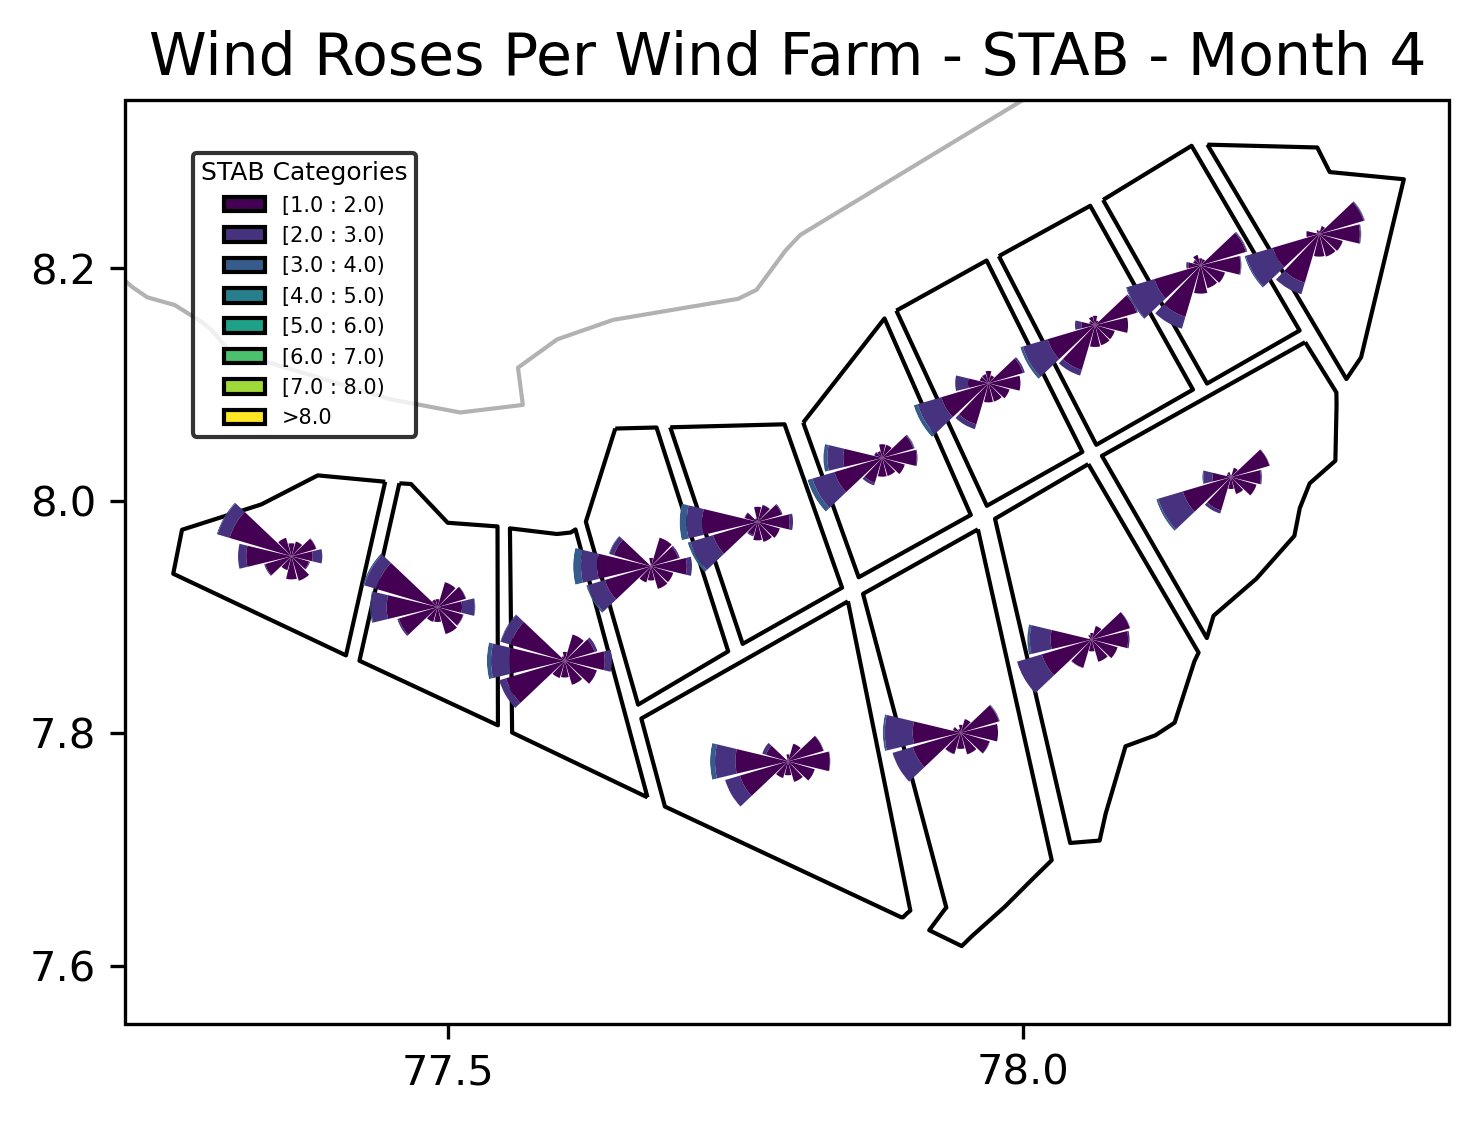 Wind Roses Per Wind Farm - STAB - Month 4
STAB Categories
[1.0 : 2.0)
[2.0 : 3.0)
[3.0 : 4.0)
[4.0 : 5.0)
[5.0 : 6.0)
[6.0 : 7.0)
[7.0 : 8.0)
>8.0
8.2
8.0
7.8
7.6
77.5
78.0